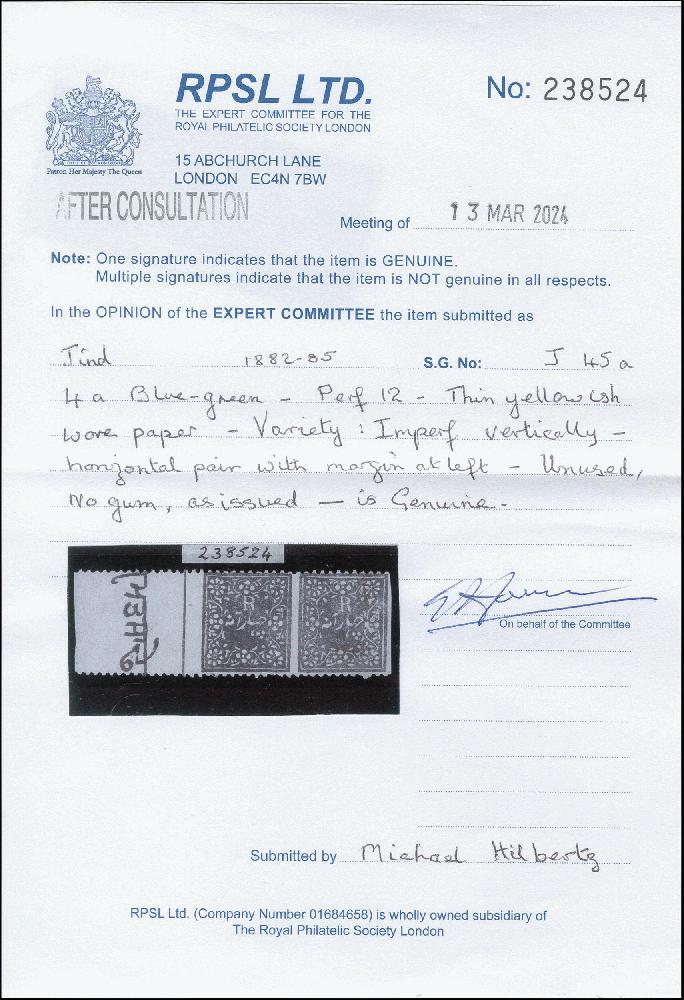 RPSL LTD.
THE EXPERT COMMITTEE FOR THE
ROYAL PHILATELIC SOCIETY LONDON
No: 238524
Patron Her Majesty The Queen
15 ABCHURCH LANE
LONDON EC4N 7BW
AFTER CONSULTATION
Meeting of 13 MAR 2024
Note: One signature indicates that the item is GENUINE.
Multiple signatures indicate that the item is NOT genuine in all respects.
In the OPINION of the EXPERT COMMITTEE the item submitted as
Jind 1882-85 S.G. No: J 45a
4a Blue-green - Perf 12 - Thin yellowish
wove paper - Variety : Imperf vertically -
horizontal pair with margin at left - Unused,
No gum, as issued - is Genuine.
238524
R R
On behalf of the Committee
Submitted by Michael Hilbertz
RPSL Ltd. (Company Number 01684658) is wholly owned subsidiary of
The Royal Philatelic Society London